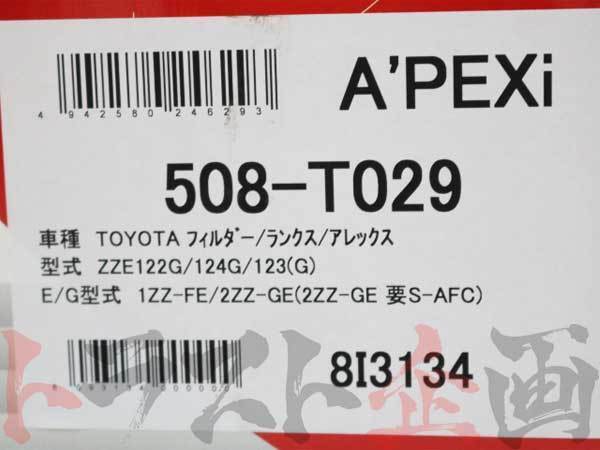 A'PEXi
4 942580 246293
508-T029
車種 TOYOTA フィルダー/ランクス/アレックス
型式 ZZE122G/124G/123(G)
E/G型式 1ZZ-FE/2ZZ-GE(2ZZ-GE 要S-AFC)
8I3134
トラスト企画